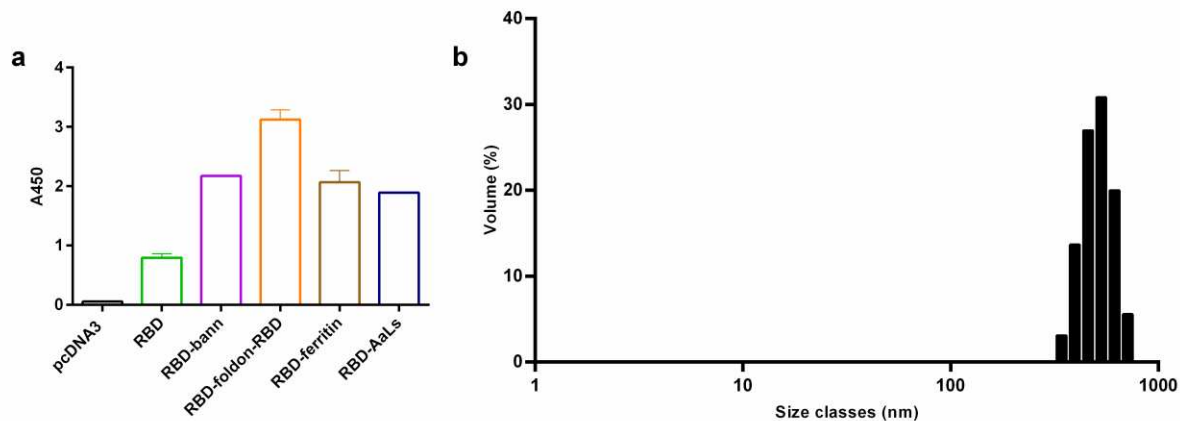 a
A450
4
3
2
1
0
pcDNA3
RBD
RBD-bann
RBD-foldon-RBD
RBD-ferritin
RBD-AaLs
b
Volume (%)
40
30
20
10
0
1
10
100
1000
Size classes (nm)